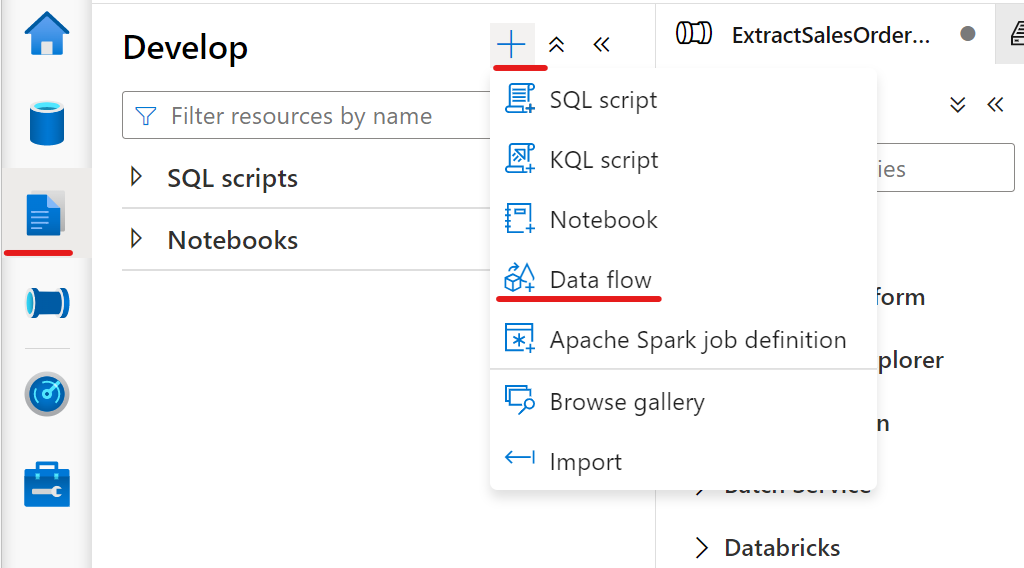 Develop
ExtractSalesOrder...
Filter resources by name
SQL scripts
Notebooks
SQL script
KQL script
Notebook
Data flow
Apache Spark job definition
Browse gallery
Import
ies
form
plorer
n
Batch Service
Databricks